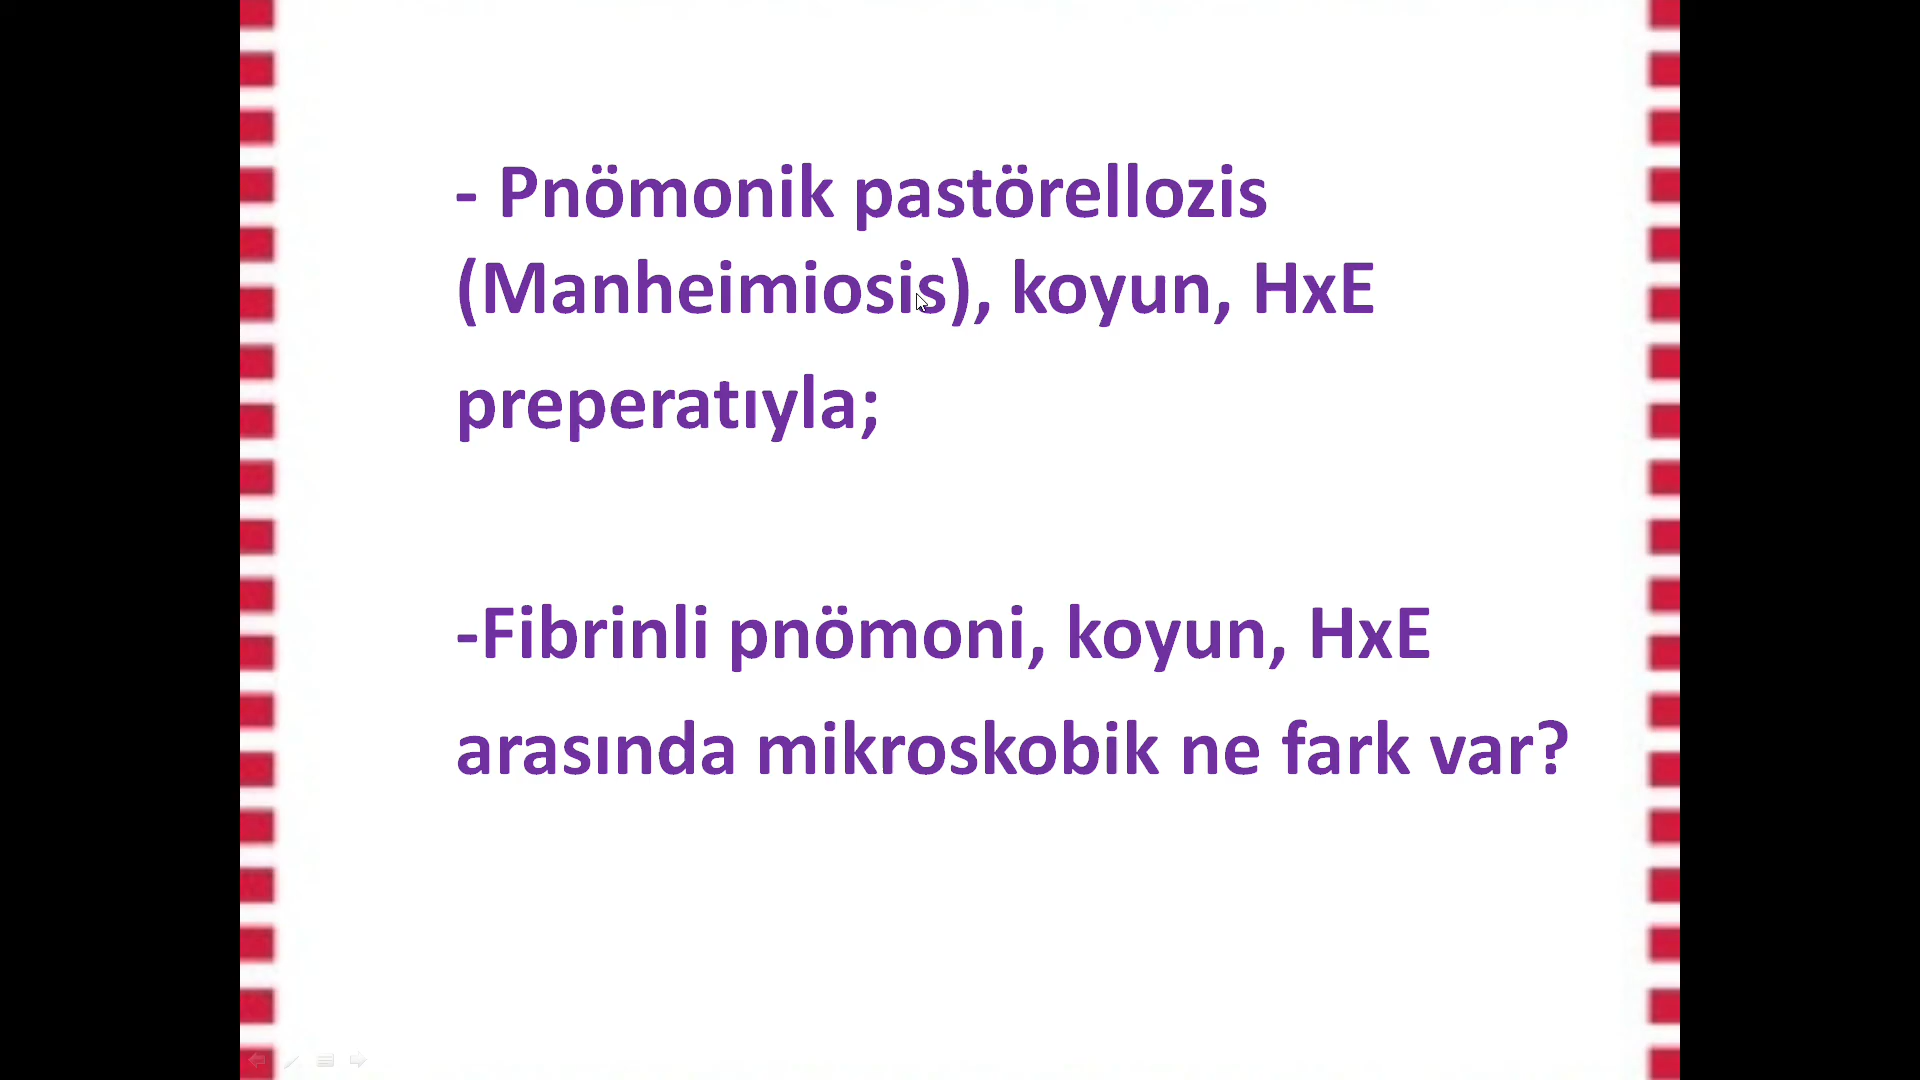 - Pnömonik pastörellozis
(Manheimiosis), koyun, HxE
preperatıyla;
-Fibrinli pnömoni, koyun, HxE
arasında mikroskobik ne fark var?